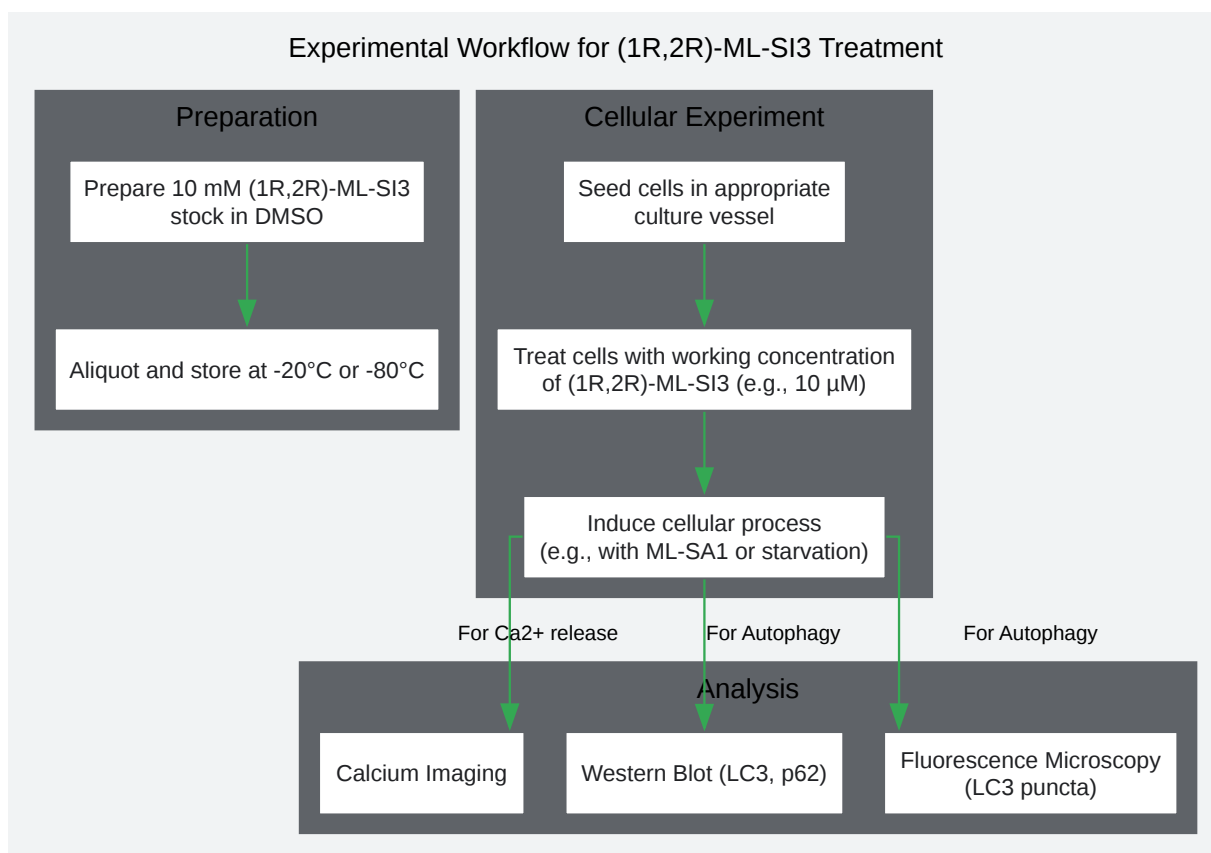 Experimental Workflow for (1R,2R)-ML-SI3 Treatment
Preparation
Prepare 10 mM (1R,2R)-ML-SI3
stock in DMSO
Aliquot and store at -20°C or -80°C
Cellular Experiment
Seed cells in appropriate
culture vessel
Treat cells with working concentration
of (1R,2R)-ML-SI3 (e.g., 10 µM)
Induce cellular process
(e.g., with ML-SA1 or starvation)
For Ca2+ release
For Autophagy
For Autophagy
Analysis
Calcium Imaging
Western Blot (LC3, p62)
Fluorescence Microscopy
(LC3 puncta)